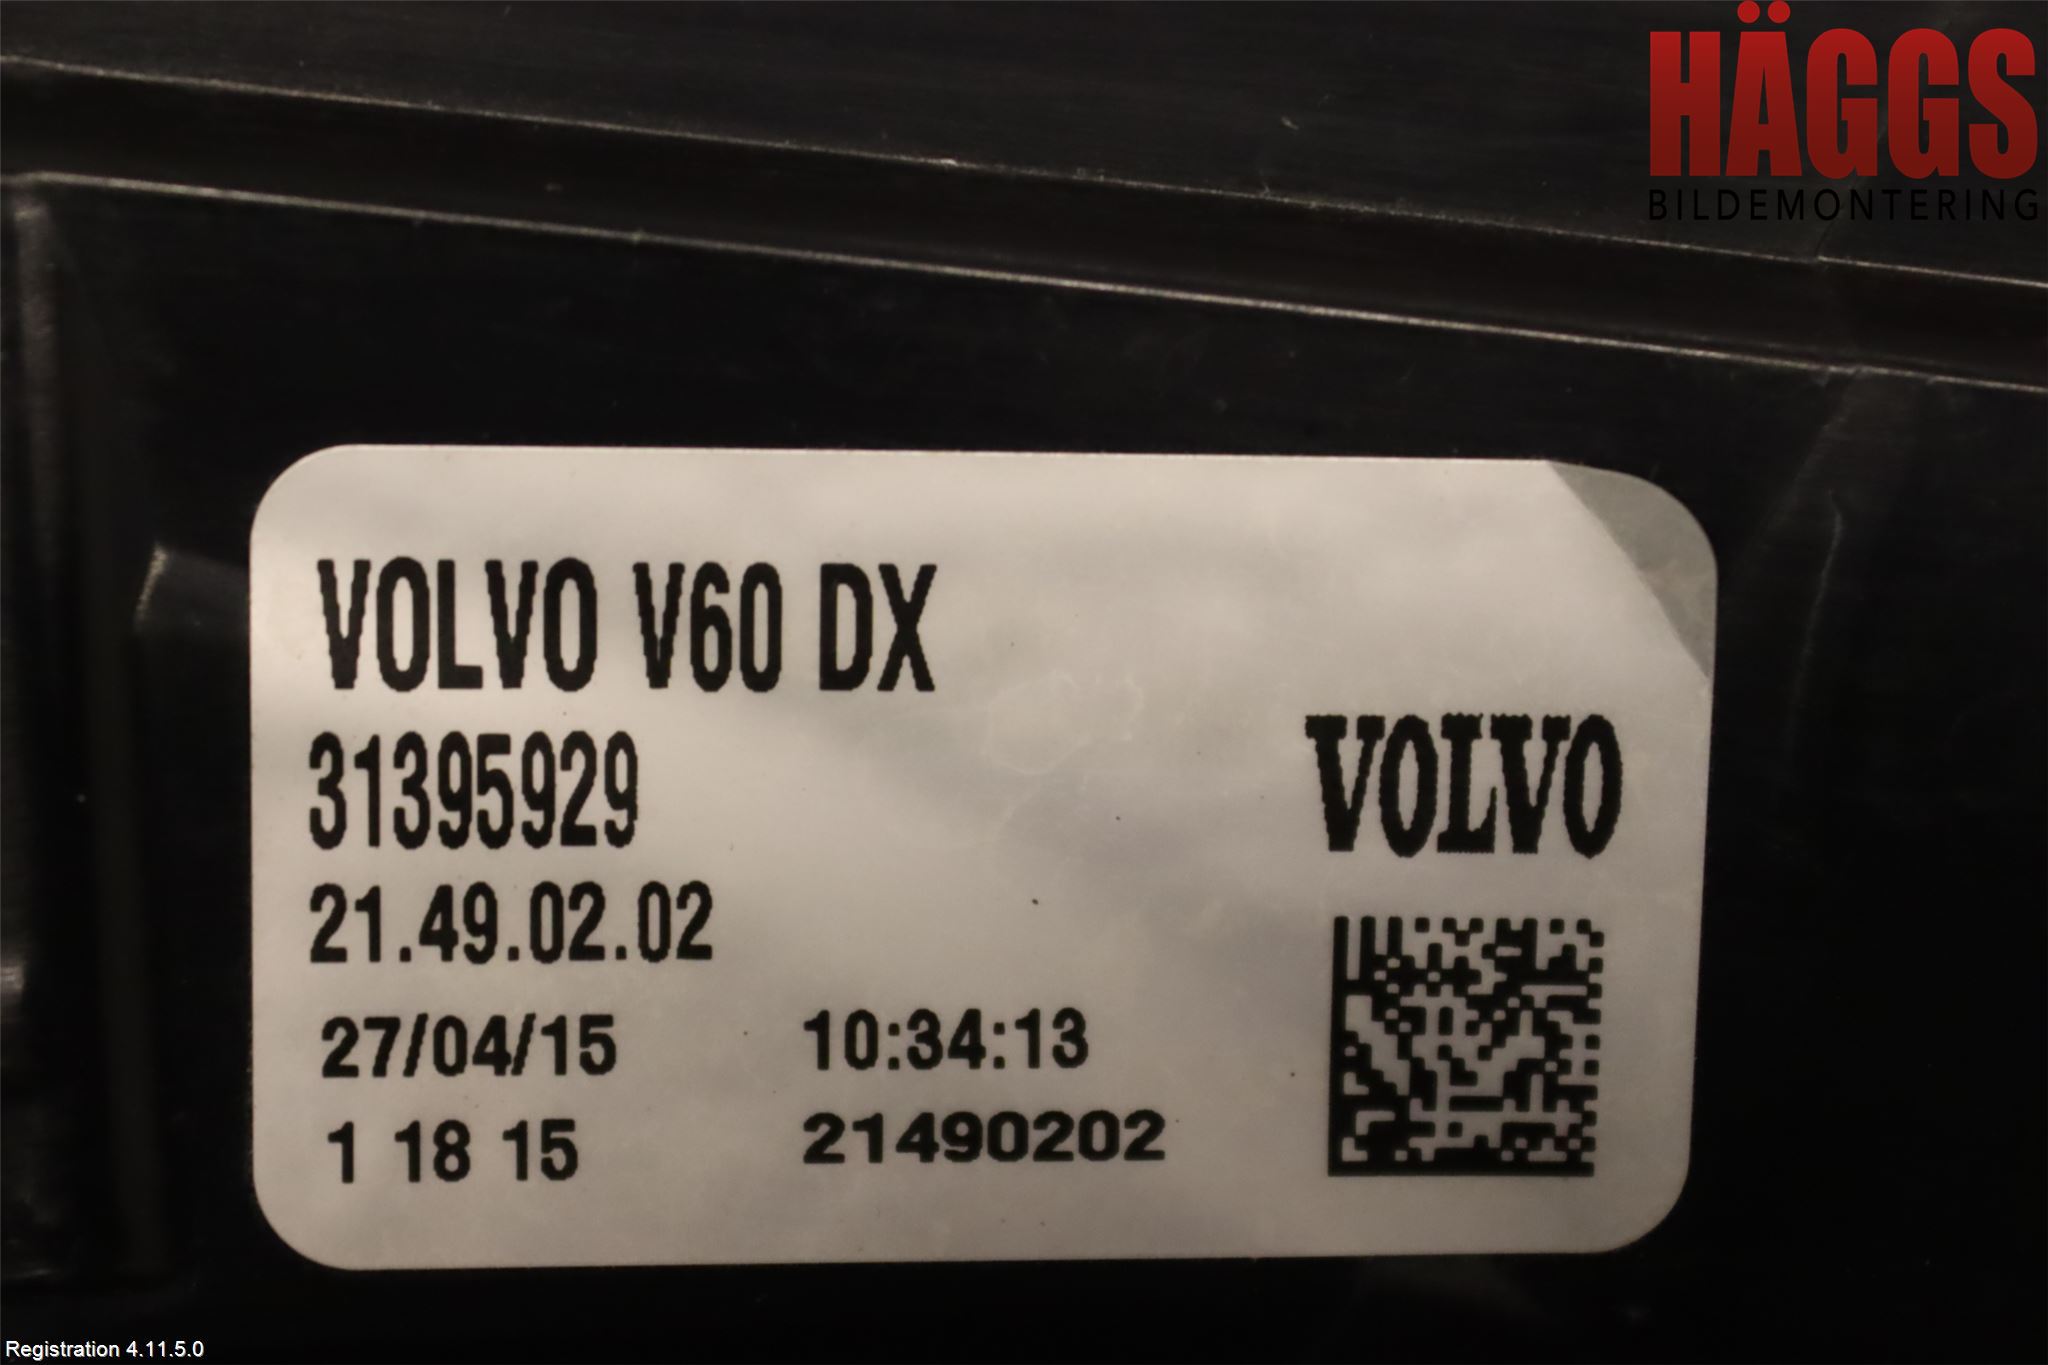 HÄGGS
BILDEMONTERING
VOLVO V60 DX
31395929
VOLVO
21.49.02.02
27/04/15 10:34:13
1 18 15 21490202
Registration 4.11.5.0